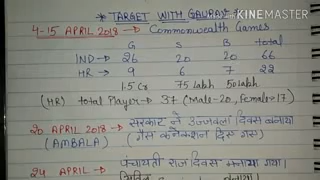 * TARGET WITH GAURAV *
KINEMASTER
4-15 APRIL 2018 → Commonwealth Games
G S B total
IND → 26 20 20 66
HR → 9 6 7 22
1.5 Cr 75 Lakh 50 Lakh
(HR) total Player → 37 (Male-20, Female-17)
20 APRIL 2018 → सरकार ने उज्जवला दिवस बनाया
(AMBALA) (गैस कनेक्शन दिए गए)
24 APRIL → पंचायती राज दिवस मनाया गया।